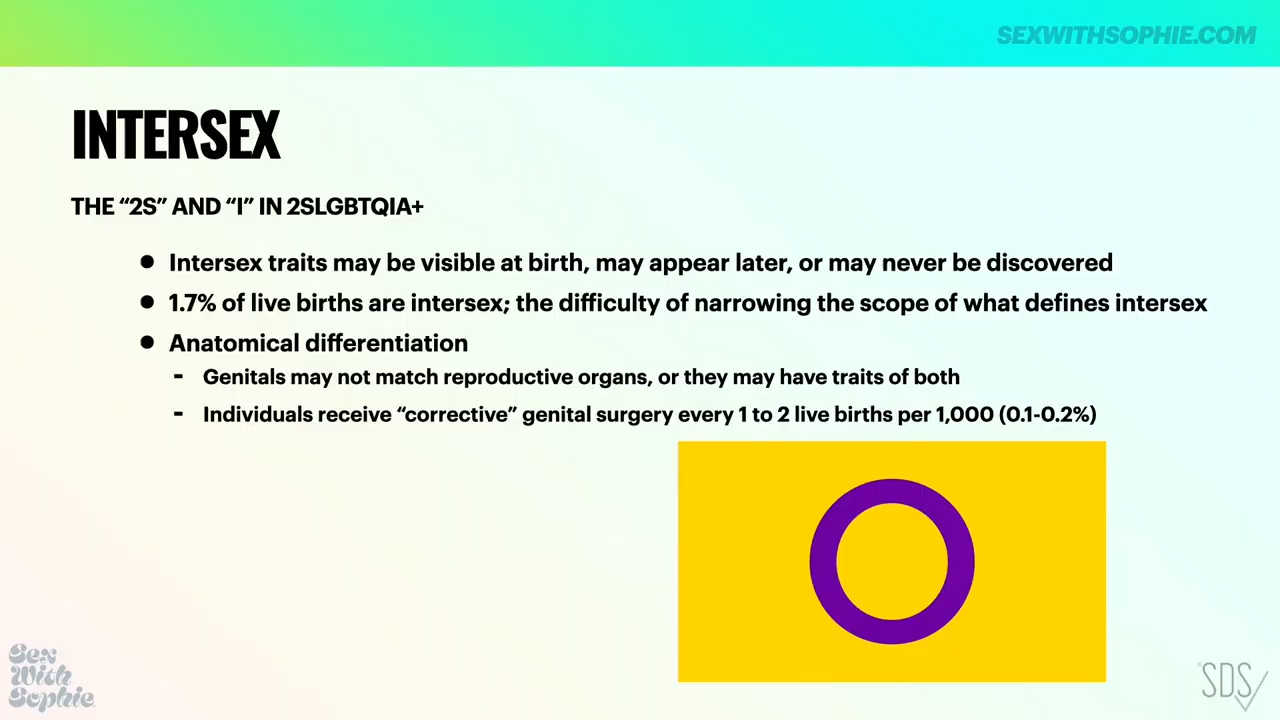 SEXWITHSOPHIE.COM
INTERSEX
THE “2S” AND “I” IN 2SLGBTQIA+
● Intersex traits may be visible at birth, may appear later, or may never be discovered
● 1.7% of live births are intersex; the difficulty of narrowing the scope of what defines intersex
● Anatomical differentiation
- Genitals may not match reproductive organs, or they may have traits of both
- Individuals receive “corrective” genital surgery every 1 to 2 live births per 1,000 (0.1-0.2%)
Sex
With
Sophie
SDS